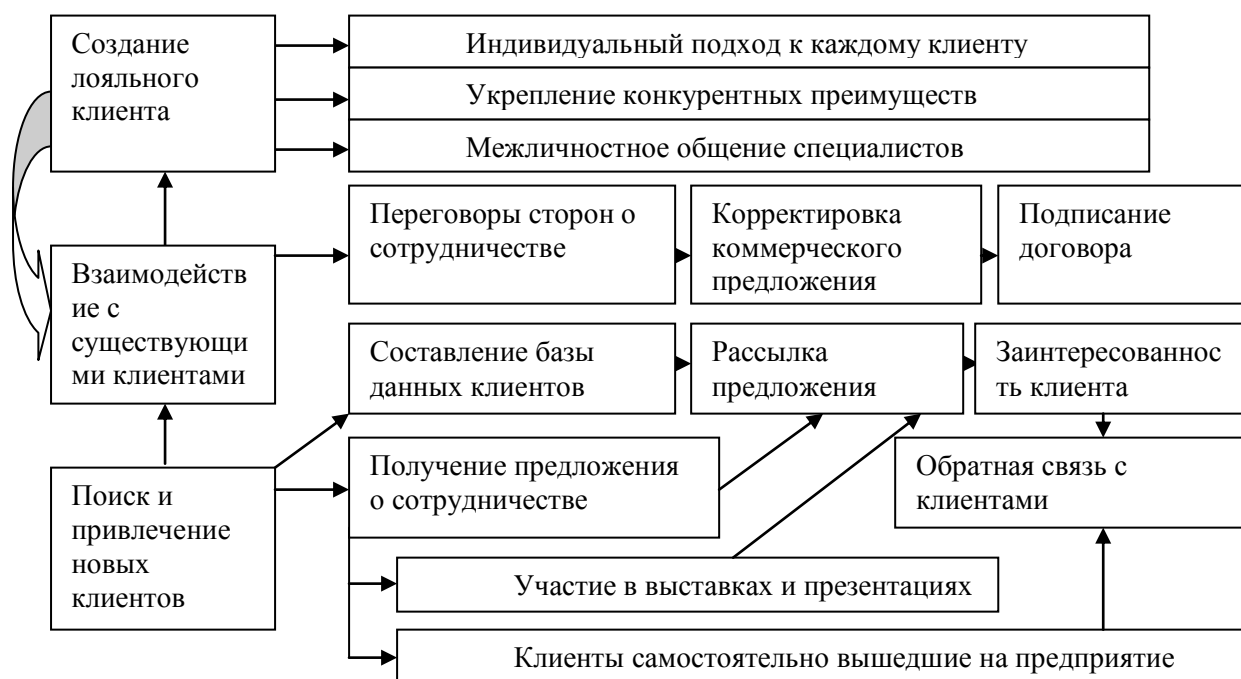 Создание
лояльного
клиента
Индивидуальный подход к каждому клиенту
Укрепление конкурентных преимуществ
Межличностное общение специалистов
Взаимодейств
ие с
существующи
ми клиентами
Переговоры сторон о
сотрудничестве
Корректировка
коммерческого
предложения
Подписание
договора
Поиск и
привлечение
новых
клиентов
Составление базы
данных клиентов
Рассылка
предложения
Заинтересованнос
ть клиента
Получение предложения
о сотрудничестве
Обратная связь с
клиентами
Участие в выставках и презентациях
Клиенты самостоятельно вышедшие на предприятие